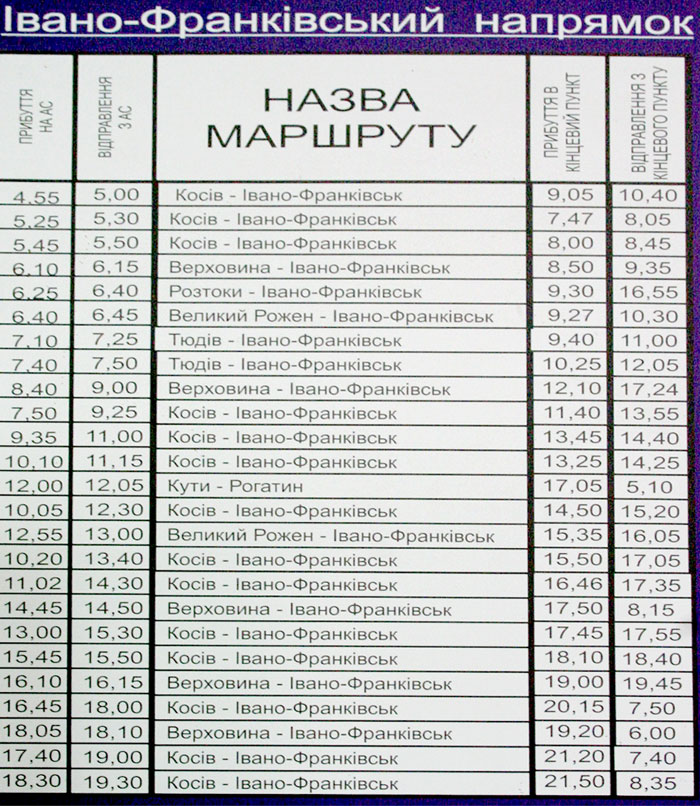 Івано-Франківський напрямок
ПРИБУТТЯ НА АС ВІДПРАВЛЕННЯ З АС НАЗВА МАРШРУТУ ПРИБУТТЯ В КІНЦЕВИЙ ПУНКТ ВІДПРАВЛЕННЯ З КІНЦЕВОГО ПУНКТУ
4,55 5,00 Косів - Івано-Франківськ 9,05 10,40
5,25 5,30 Косів - Івано-Франківськ 7,47 8,05
5,45 5,50 Косів - Івано-Франківськ 8,00 8,45
6,10 6,15 Верховина - Івано-Франківськ 8,50 9,35
6,25 6,40 Розтоки - Івано-Франківськ 9,30 16,55
6,40 6,45 Великий Рожен - Івано-Франківськ 9,27 10,30
7,10 7,25 Тюдів - Івано-Франківськ 9,40 11,00
7,40 7,50 Тюдів - Івано-Франківськ 10,25 12,05
8,40 9,00 Верховина - Івано-Франківськ 12,10 17,24
7,50 9,25 Косів - Івано-Франківськ 11,40 13,55
9,35 11,00 Косів - Івано-Франківськ 13,45 14,40
10,10 11,15 Косів - Івано-Франківськ 13,25 14,25
12,00 12,05 Кути - Рогатин 17,05 5,10
10,05 12,30 Косів - Івано-Франківськ 14,50 15,20
12,55 13,00 Великий Рожен - Івано-Франківськ 15,35 16,05
10,20 13,40 Косів - Івано-Франківськ 15,50 17,05
11,02 14,30 Косів - Івано-Франківськ 16,46 17,35
14,45 14,50 Верховина - Івано-Франківськ 17,50 8,15
13,00 15,30 Косів - Івано-Франківськ 17,45 17,55
15,45 15,50 Косів - Івано-Франківськ 18,10 18,40
16,10 16,15 Верховина - Івано-Франківськ 19,00 19,45
16,45 18,00 Косів - Івано-Франківськ 20,15 7,50
18,05 18,10 Верховина - Івано-Франківськ 19,20 6,00
17,40 19,00 Косів - Івано-Франківськ 21,20 7,40
18,30 19,30 Косів - Івано-Франківськ 21,50 8,35